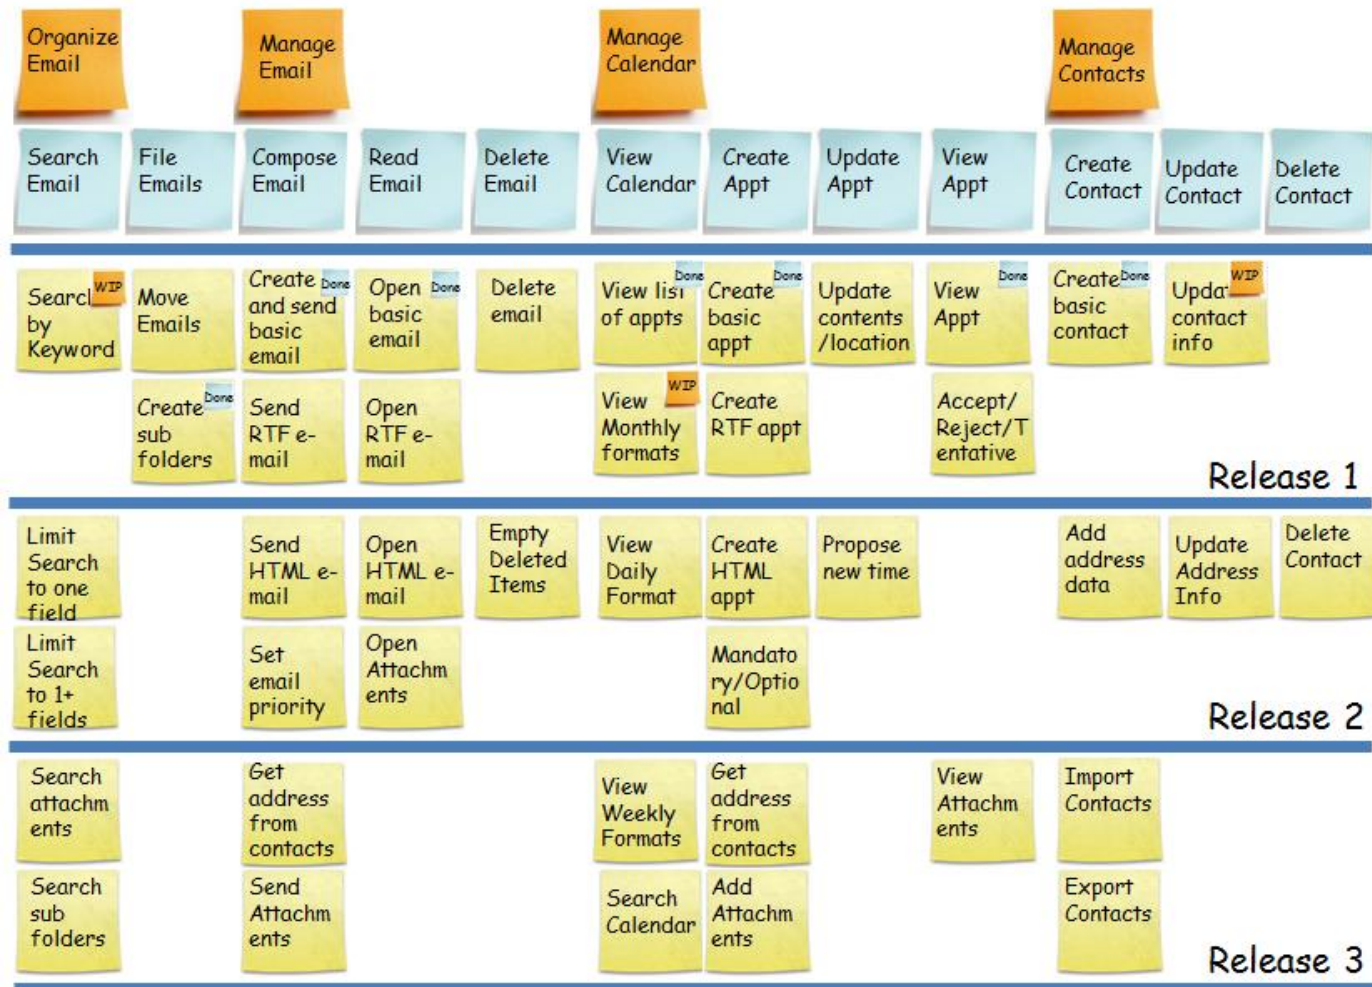 Organize
Email
Manage
Email
Manage
Calendar
Manage
Contacts
Search
Email
File
Emails
Compose
Email
Read
Email
Delete
Email
View
Calendar
Create
Appt
Update
Appt
View
Appt
Create
Contact
Update
Contact
Delete
Contact
Search
by
Keyword
WIP
Move
Emails
Create
and send
basic
email
Done
Open
basic
email
Done
Delete
email
View list
of appts
Done
Create
basic
appt
Done
Update
contents
/location
View
Appt
Done
Create
basic
contact
Done
Update
contact
info
WIP
Create
sub
folders
Done
Send
RTF e-
mail
Open
RTF e-
mail
View
Monthly
formats
WIP
Create
RTF appt
Accept/
Reject/T
entative
Release 1
Limit
Search
to one
field
Send
HTML e-
mail
Open
HTML e-
mail
Empty
Deleted
Items
View
Daily
Format
Create
HTML
appt
Propose
new time
Add
address
data
Update
Address
Info
Delete
Contact
Limit
Search
to 1+
fields
Set
email
priority
Open
Attachm
ents
Mandato
ry/Optio
nal
Release 2
Search
attachm
ents
Get
address
from
contacts
View
Weekly
Formats
Get
address
from
contacts
View
Attachm
ents
Import
Contacts
Search
sub
folders
Send
Attachm
ents
Search
Calendar
Add
Attachm
ents
Export
Contacts
Release 3